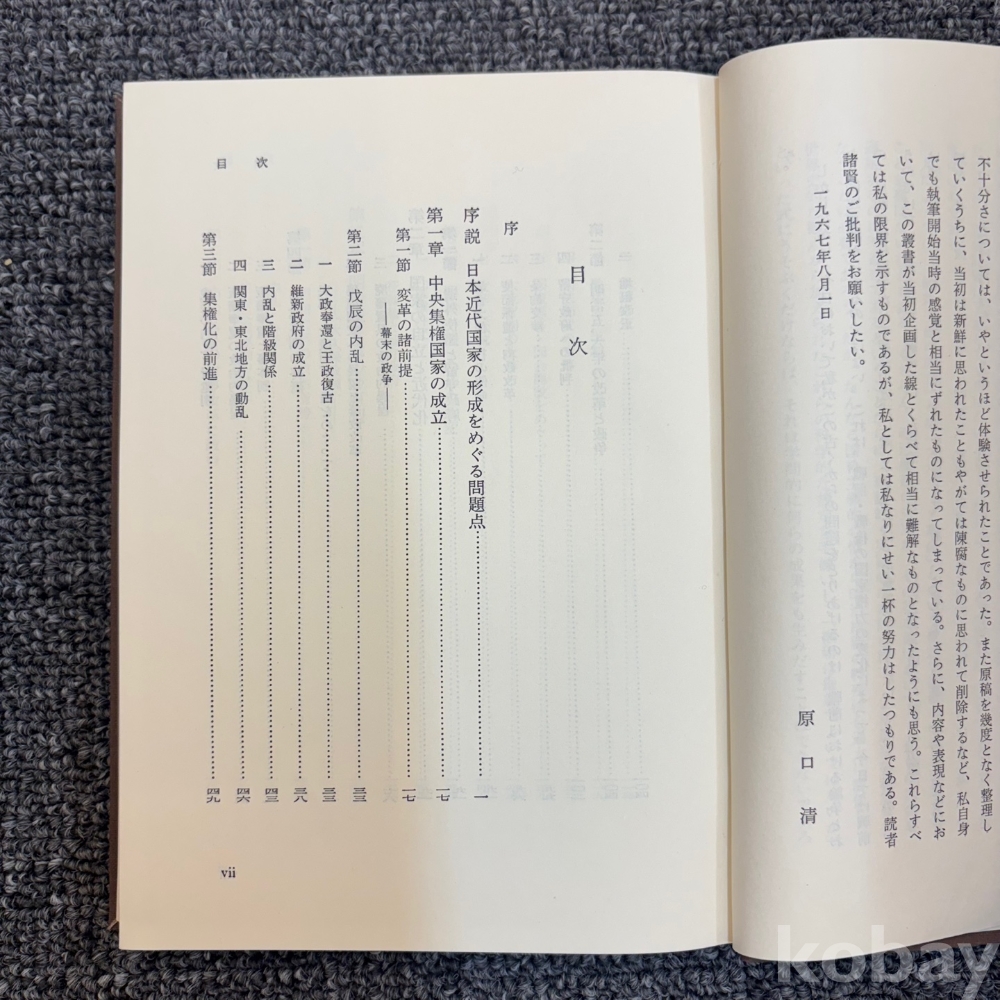 不十分さについては、いやというほど体験させられたことであった。また原稿を幾度となく整理し
ていくうちに、当初は新鮮に思われたこともやがては陳腐なものに思われて削除するなど、私自身
でも執筆開始当時の感覚と相当にずれたものになってしまっている。さらに、内容や表現などにお
いて、この叢書が当初企画した線とくらべて相当に難解なものとなったようにも思う。これらすべ
ては私の限界を示すものであるが、私としては私なりにせい一杯の努力はしたつもりである。読者
諸賢のご批判をお願いしたい。
一九六七年八月一日
原口清
目次
序
序説 日本近代国家の形成をめぐる問題点 一
第一章 中央集権国家の成立 一七
第一節 変革の諸前提 一七
――幕末の政争――
第二節 戊辰の内乱 三三
一 大政奉還と王政復古 三三
二 維新政府の成立 三八
三 内乱と階級関係 四三
四 関東・東北地方の動乱 四六
第三節 集権化の前進 四九
目次
vii
kobay